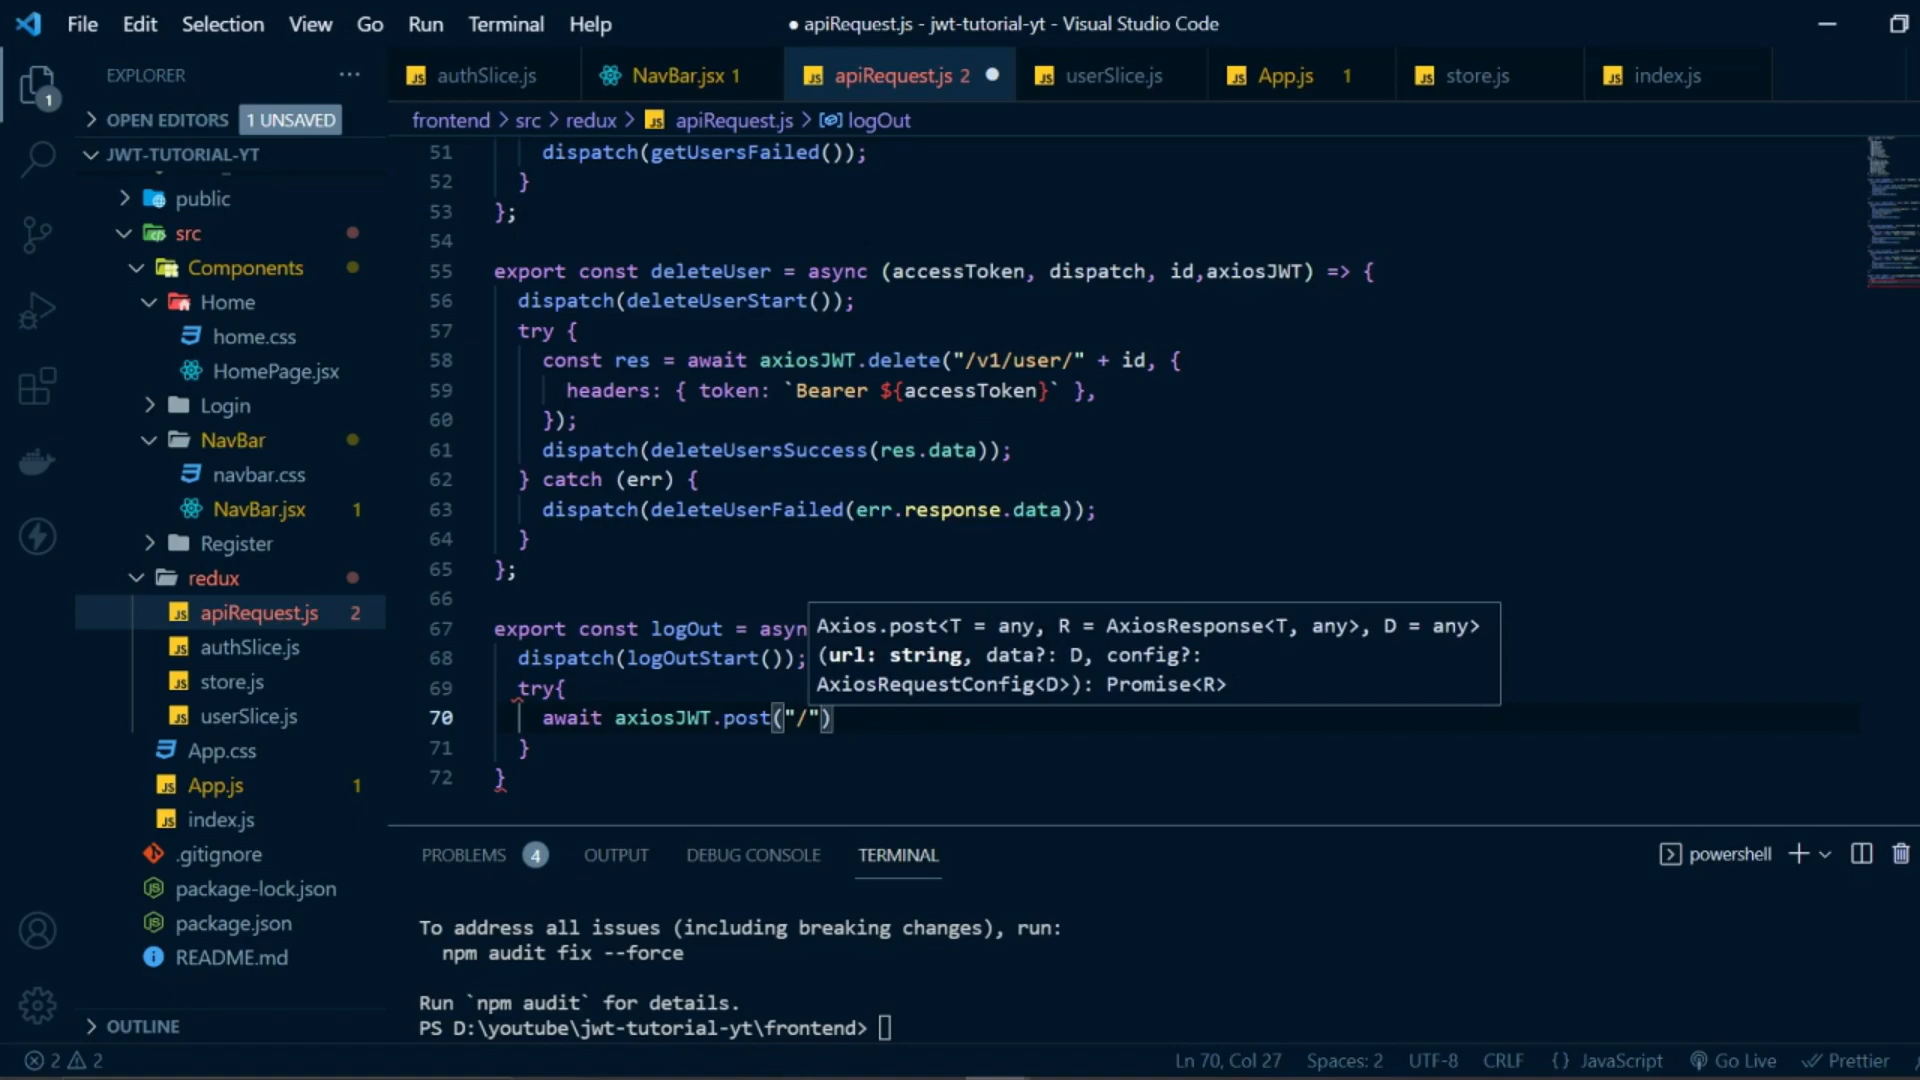 File Edit Selection View Go Run Terminal Help
● apiRequest.js - jwt-tutorial-yt - Visual Studio Code
EXPLORER ···
1
OPEN EDITORS 1 UNSAVED
JWT-TUTORIAL-YT
public
src
Components
Home
home.css
HomePage.jsx
Login
NavBar
navbar.css
NavBar.jsx 1
Register
redux
apiRequest.js 2
authSlice.js
store.js
userSlice.js
App.css
App.js 1
index.js
.gitignore
package-lock.json
package.json
README.md
OUTLINE
authSlice.js NavBar.jsx 1 apiRequest.js 2 ● userSlice.js App.js 1 store.js index.js
frontend > src > redux > apiRequest.js > logOut
51 dispatch(getUsersFailed());
52 }
53 };
54
55 export const deleteUser = async (accessToken, dispatch, id,axiosJWT) => {
56 dispatch(deleteUserStart());
57 try {
58 const res = await axiosJWT.delete("/v1/user/" + id, {
59 headers: { token: `Bearer ${accessToken}` },
60 });
61 dispatch(deleteUsersSuccess(res.data));
62 } catch (err) {
63 dispatch(deleteUserFailed(err.response.data));
64 }
65 };
66
67 export const logOut = asyn
68 dispatch(logOutStart());
69 try{
70 await axiosJWT.post("/")
71 }
72 }
Axios.post<T = any, R = AxiosResponse<T, any>, D = any>
(url: string, data?: D, config?:
AxiosRequestConfig<D>): Promise<R>
PROBLEMS 4 OUTPUT DEBUG CONSOLE TERMINAL
powershell
To address all issues (including breaking changes), run:
npm audit fix --force
Run `npm audit` for details.
PS D:\youtube\jwt-tutorial-yt\frontend>
2 2 Ln 70, Col 27 Spaces: 2 UTF-8 CRLF {} JavaScript Go Live Prettier